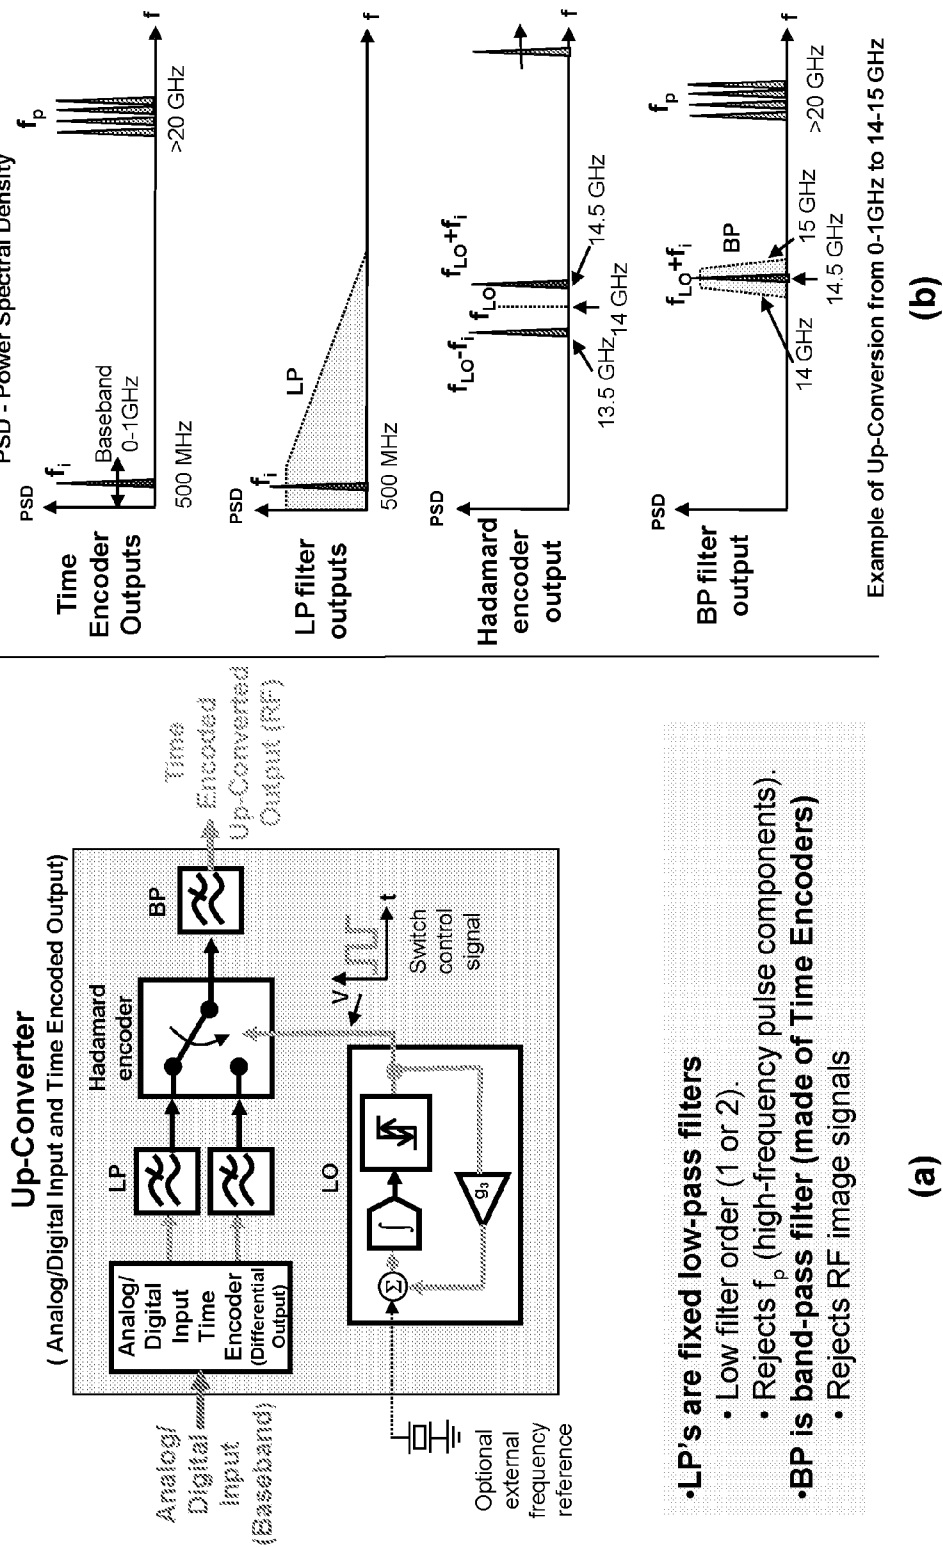 Up-Converter
( Analog/Digital Input and Time Encoded Output)
Analog/
Digital
Input
(Baseband)
Analog/
Digital
Input
Time
Encoder
(Differential
Output)
LP
Hadamard
encoder
BP
Time
Encoded
Up-Converted
Output (RF)
LO
Σ
∫
g3
V
t
Switch
control
signal
Optional
external
frequency
reference
•LP's are fixed low-pass filters
• Low filter order (1 or 2).
• Rejects fp (high-frequency pulse components).
•BP is band-pass filter (made of Time Encoders)
• Rejects RF image signals
(a)
PSD - Power Spectral Density
Time
Encoder
Outputs
PSD
fi
Baseband
0-1GHz
500 MHz
fp
>20 GHz
f
LP filter
outputs
PSD
fi
LP
500 MHz
f
Hadamard
encoder
output
PSD
fLO-fi
fLO
fLO+fi
13.5 GHz
14 GHz
14.5 GHz
f
BP filter
output
PSD
fLO+fi
BP
14 GHz
14.5 GHz
15 GHz
fp
>20 GHz
f
Example of Up-Conversion from 0-1GHz to 14-15 GHz
(b)